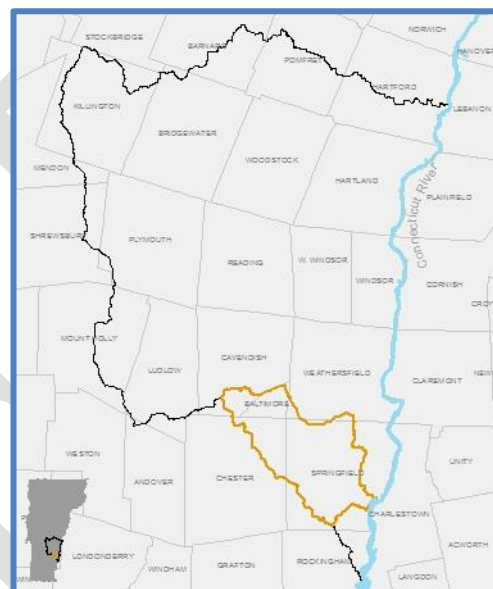 NORWICH
STOCKBRIDGE
BARNARD
HANOVER
POMFRET
HARTFORD
KILLINGTON
LEBANON
BRIDGEWATER
WOODSTOCK
MENDON
HARTLAND
PLAINFIELD
Connecticut River
SHREWSBURY
PLYMOUTH
READING
W. WINDSOR
WINDSOR
CORNISH
CRO
MOUNT HOLLY
CAVENDISH
LUDLOW
WEATHERSFIELD
CLAREMONT
NEW
BALTIMORE
WESTON
UNITY
ANDOVER
CHESTER
SPRINGFIELD
CHARLESTOWN
LONDONDERRY
ACWORTH
WINDHAM
GRAFTON
ROCKINGHAM
LANGDON